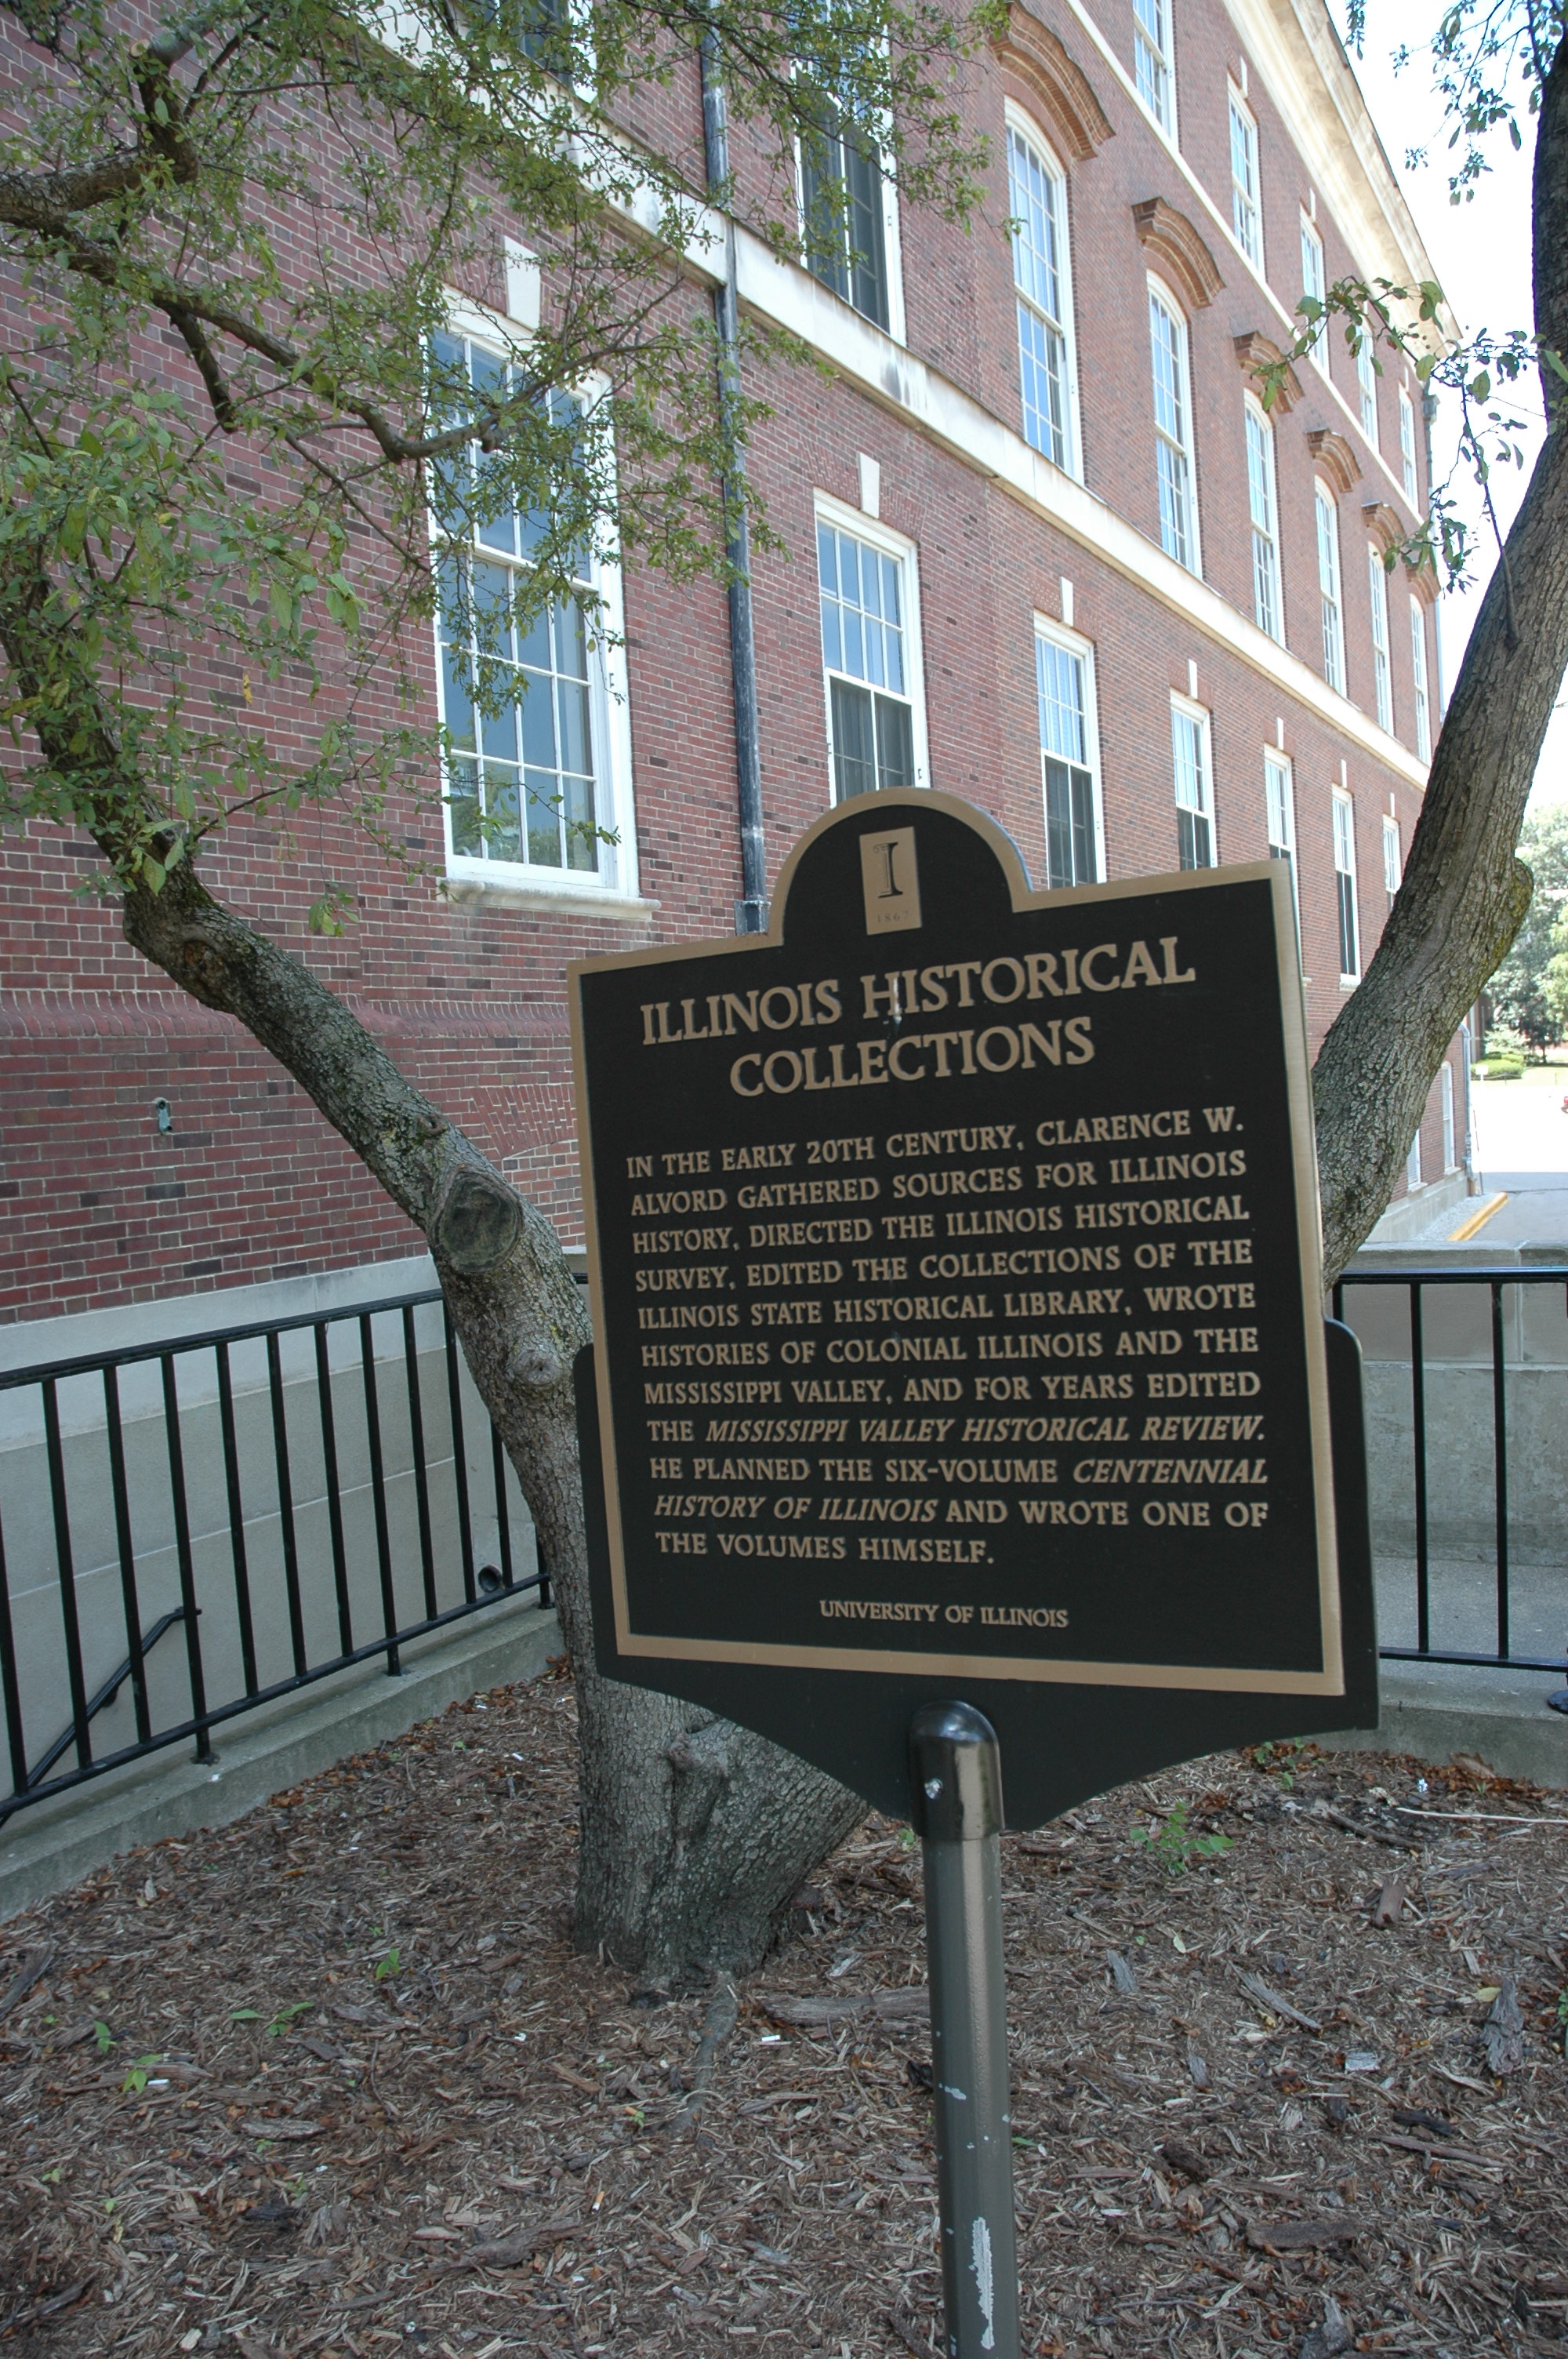 I
1867
ILLINOIS HISTORICAL
COLLECTIONS
IN THE EARLY 20TH CENTURY, CLARENCE W.
ALVORD GATHERED SOURCES FOR ILLINOIS
HISTORY, DIRECTED THE ILLINOIS HISTORICAL
SURVEY, EDITED THE COLLECTIONS OF THE
ILLINOIS STATE HISTORICAL LIBRARY, WROTE
HISTORIES OF COLONIAL ILLINOIS AND THE
MISSISSIPPI VALLEY, AND FOR YEARS EDITED
THE MISSISSIPPI VALLEY HISTORICAL REVIEW.
HE PLANNED THE SIX-VOLUME CENTENNIAL
HISTORY OF ILLINOIS AND WROTE ONE OF
THE VOLUMES HIMSELF.
UNIVERSITY OF ILLINOIS